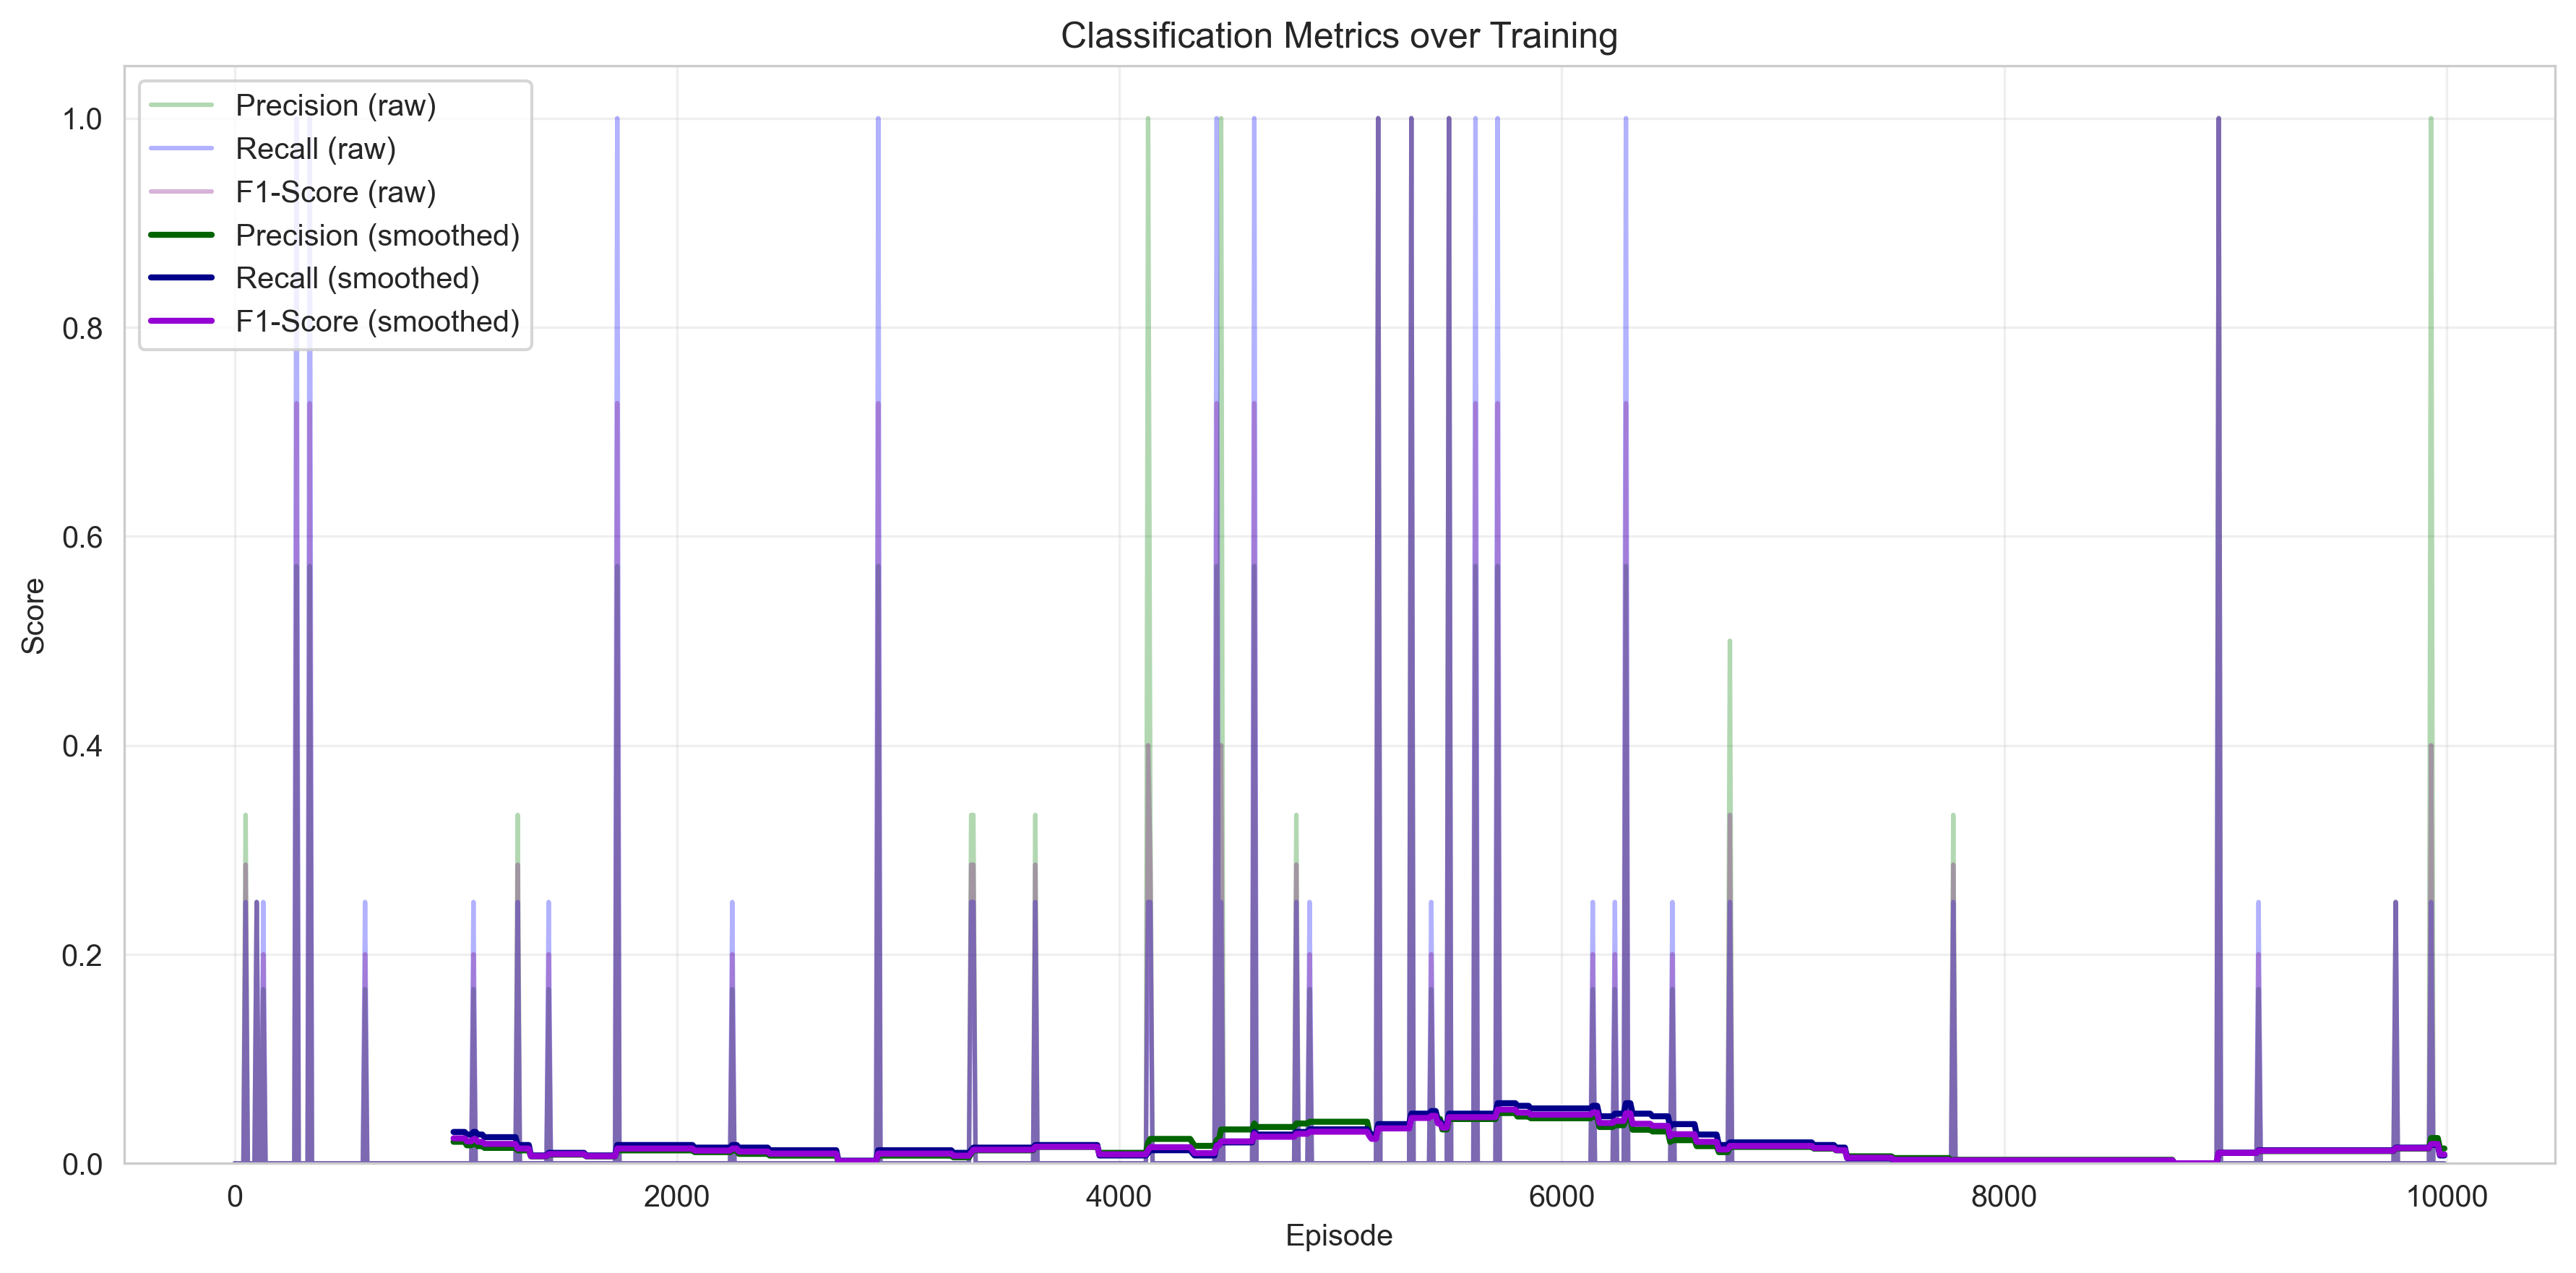 Classification Metrics over Training
Precision (raw)
Recall (raw)
F1-Score (raw)
Precision (smoothed)
Recall (smoothed)
F1-Score (smoothed)
1.0
0.8
0.6
0.4
0.2
0.0
Score
0 2000 4000 6000 8000 10000
Episode